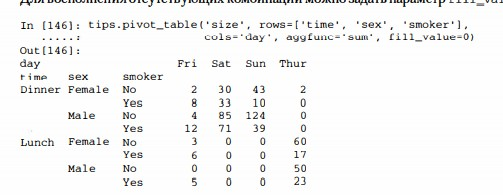 Для восполнения отсутствующих комбинаций можно задать параметр fill_val
In [146]: tips.pivot_table('size', rows=['time', 'sex', 'smoker'],
   .....:                  cols='day', aggfunc='sum', fill_value=0)
Out[146]:
day                    Fri  Sat  Sun  Thur
time   sex    smoker
Dinner Female No         2   30   43     2
              Yes        8   33   10     0
       Male   No         4   85  124     0
              Yes       12   71   39     0
Lunch  Female No         3    0    0    60
              Yes        6    0    0    17
       Male   No         0    0    0    50
              Yes        5    0    0    23